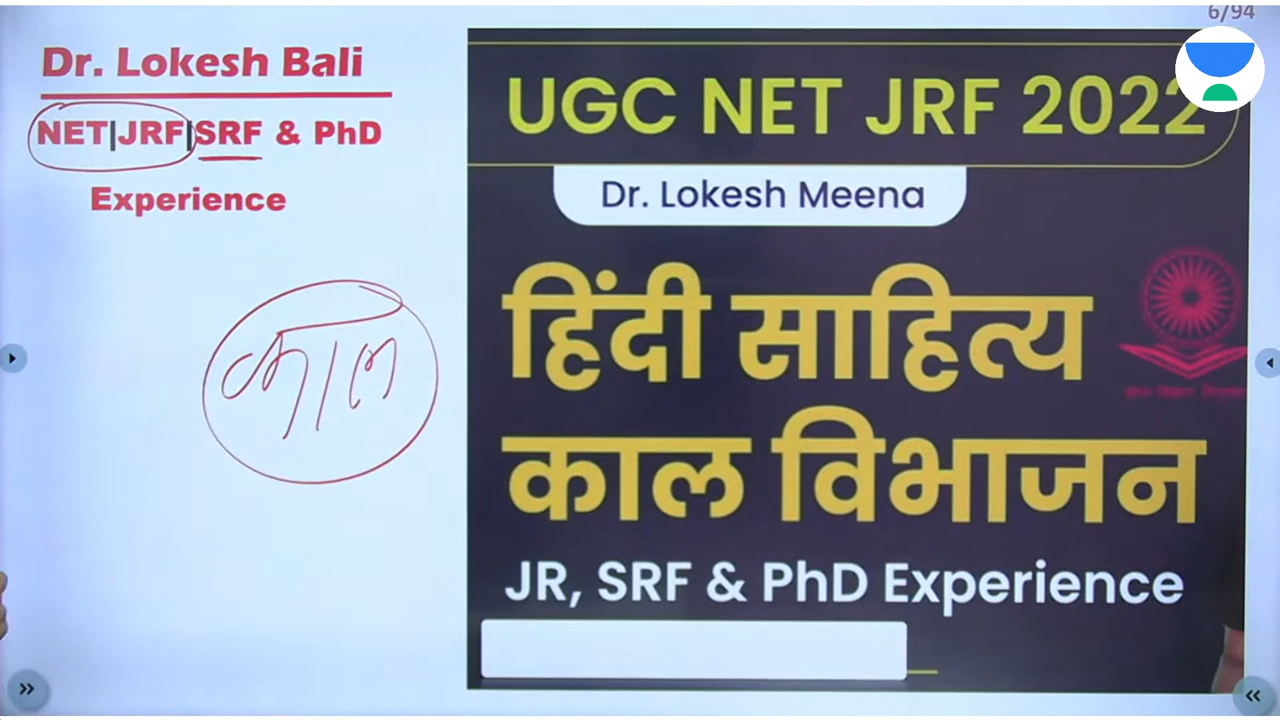 6/94
Dr. Lokesh Bali
NET|JRF|SRF & PhD
Experience
काल
UGC NET JRF 2022
Dr. Lokesh Meena
हिंदी साहित्य
काल विभाजन
JR, SRF & PhD Experience